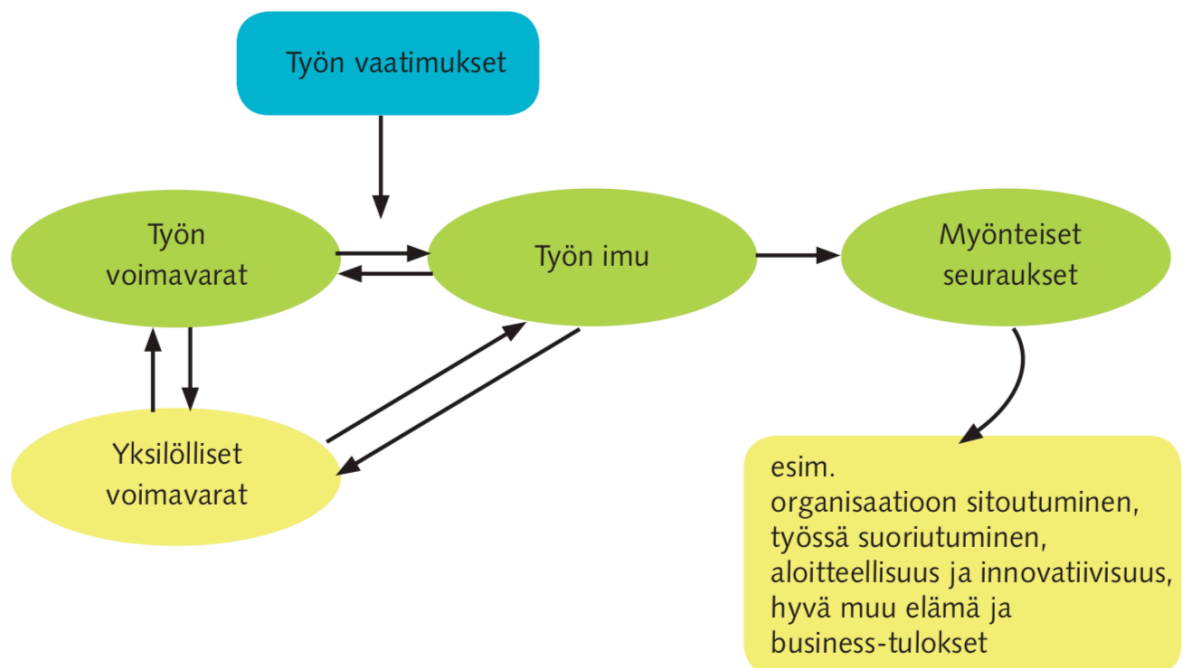 Työn vaatimukset
Työn
voimavarat
Työn imu
Myönteiset
seuraukset
Yksilölliset
voimavarat
esim.
organisaatioon sitoutuminen,
työssä suoriutuminen,
aloitteellisuus ja innovatiivisuus,
hyvä muu elämä ja
business-tulokset